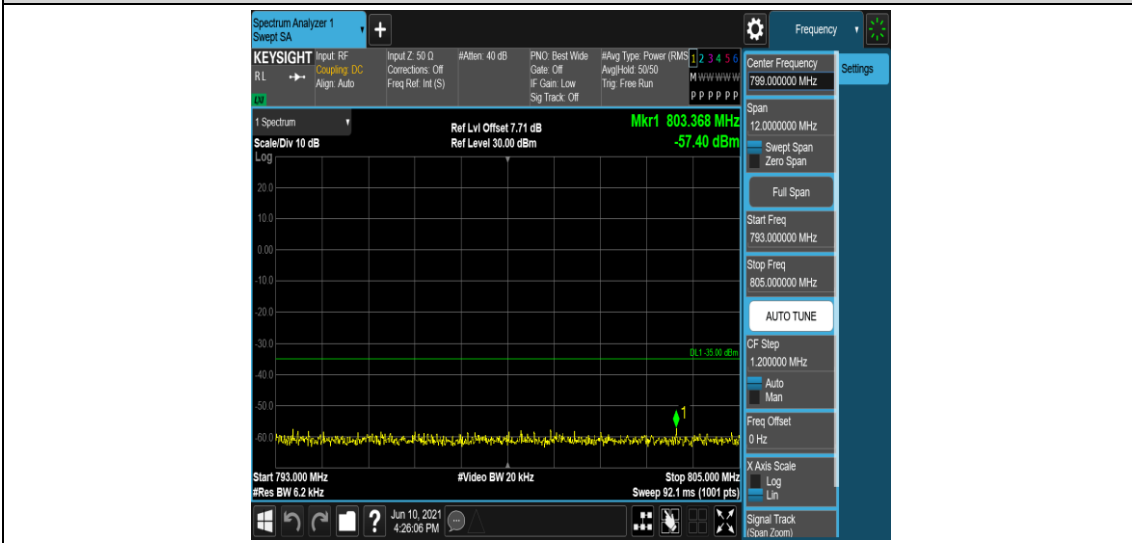 Spectrum Analyzer 1
Swept SA
+
Frequency
KEYSIGHT
RL
LXI
Input: RF
Coupling: DC
Align: Auto
Input Z: 50 Ω
Corrections: Off
Freq Ref: Int (S)
#Atten: 40 dB
PNO: Best Wide
Gate: Off
IF Gain: Low
Sig Track: Off
#Avg Type: Power (RMS
Avg|Hold: 50/50
Trig: Free Run
1 2 3 4 5 6
M W W W W W
P P P P P P
Center Frequency
799.000000 MHz
Settings
Span
12.0000000 MHz
Swept Span
Zero Span
Full Span
Start Freq
793.000000 MHz
Stop Freq
805.000000 MHz
AUTO TUNE
CF Step
1.200000 MHz
Auto
Man
Freq Offset
0 Hz
X Axis Scale
Log
Lin
Signal Track
(Span Zoom)
1 Spectrum
Scale/Div 10 dB
Ref Lvl Offset 7.71 dB
Ref Level 30.00 dBm
Mkr1 803.368 MHz
-57.40 dBm
Log
20.0
10.0
0.00
-10.0
-20.0
-30.0
DL1 -35.00 dBm
-40.0
-50.0
1
-60.0
Start 793.000 MHz
#Video BW 20 kHz
Stop 805.000 MHz
#Res BW 6.2 kHz
Sweep 92.1 ms (1001 pts)
?
Jun 10, 2021
4:26:06 PM